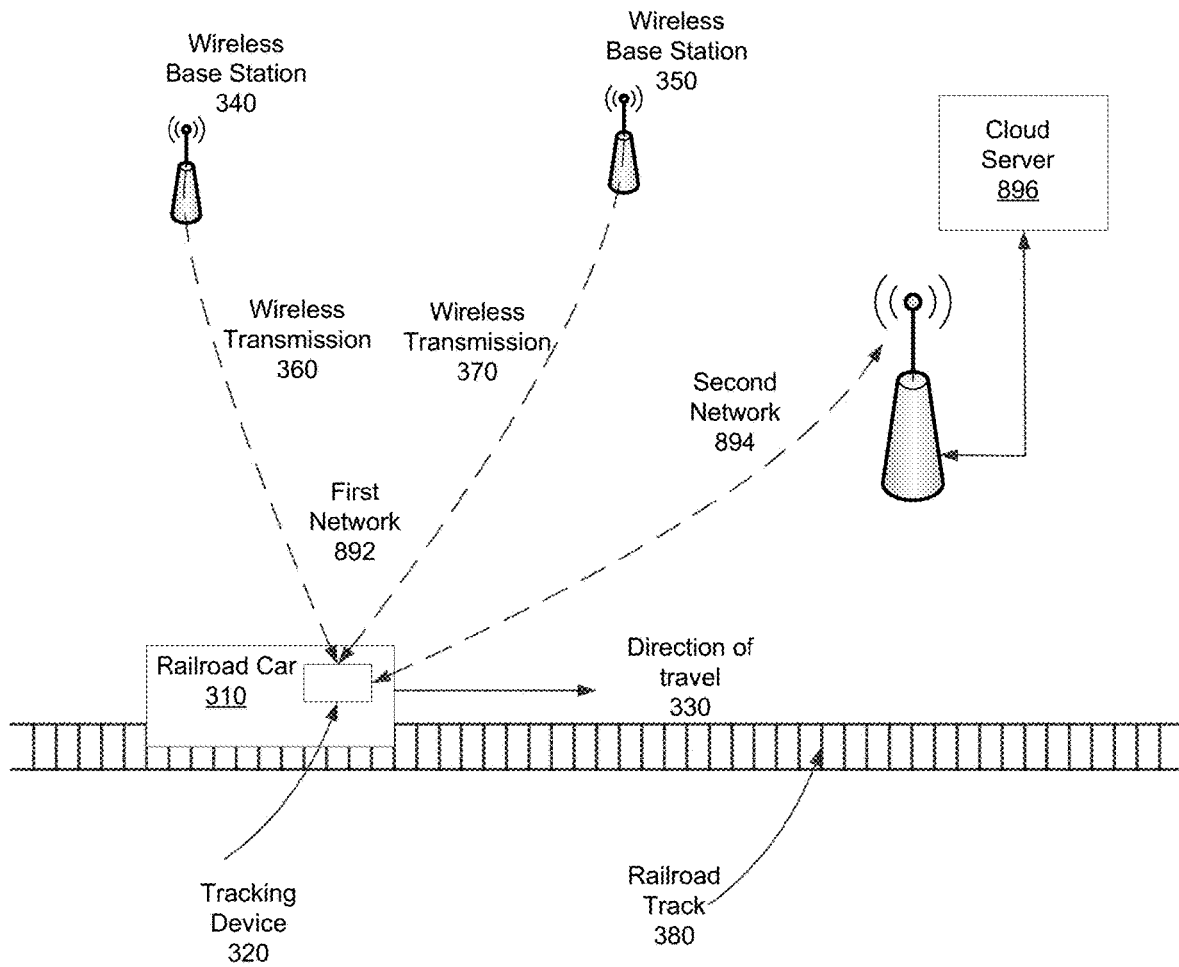 Wireless
Base Station
340
Wireless
Base Station
350
Cloud
Server
896
Wireless
Transmission
360
Wireless
Transmission
370
Second
Network
894
First
Network
892
Railroad Car
310
Direction of
travel
330
Tracking
Device
320
Railroad
Track
380